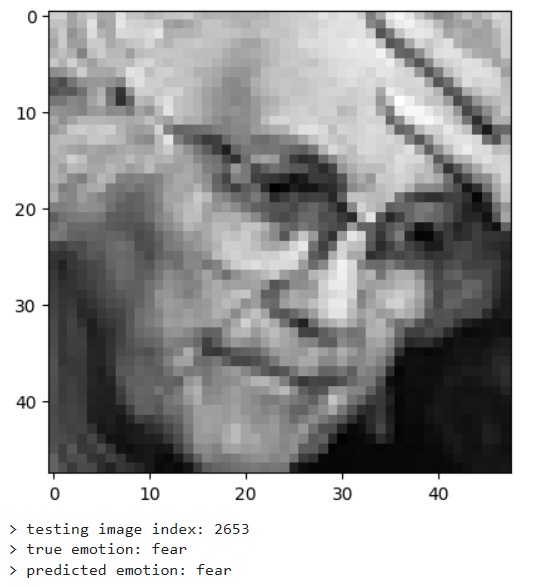 0
10
20
30
40
0 10 20 30 40
> testing image index: 2653
> true emotion: fear
> predicted emotion: fear